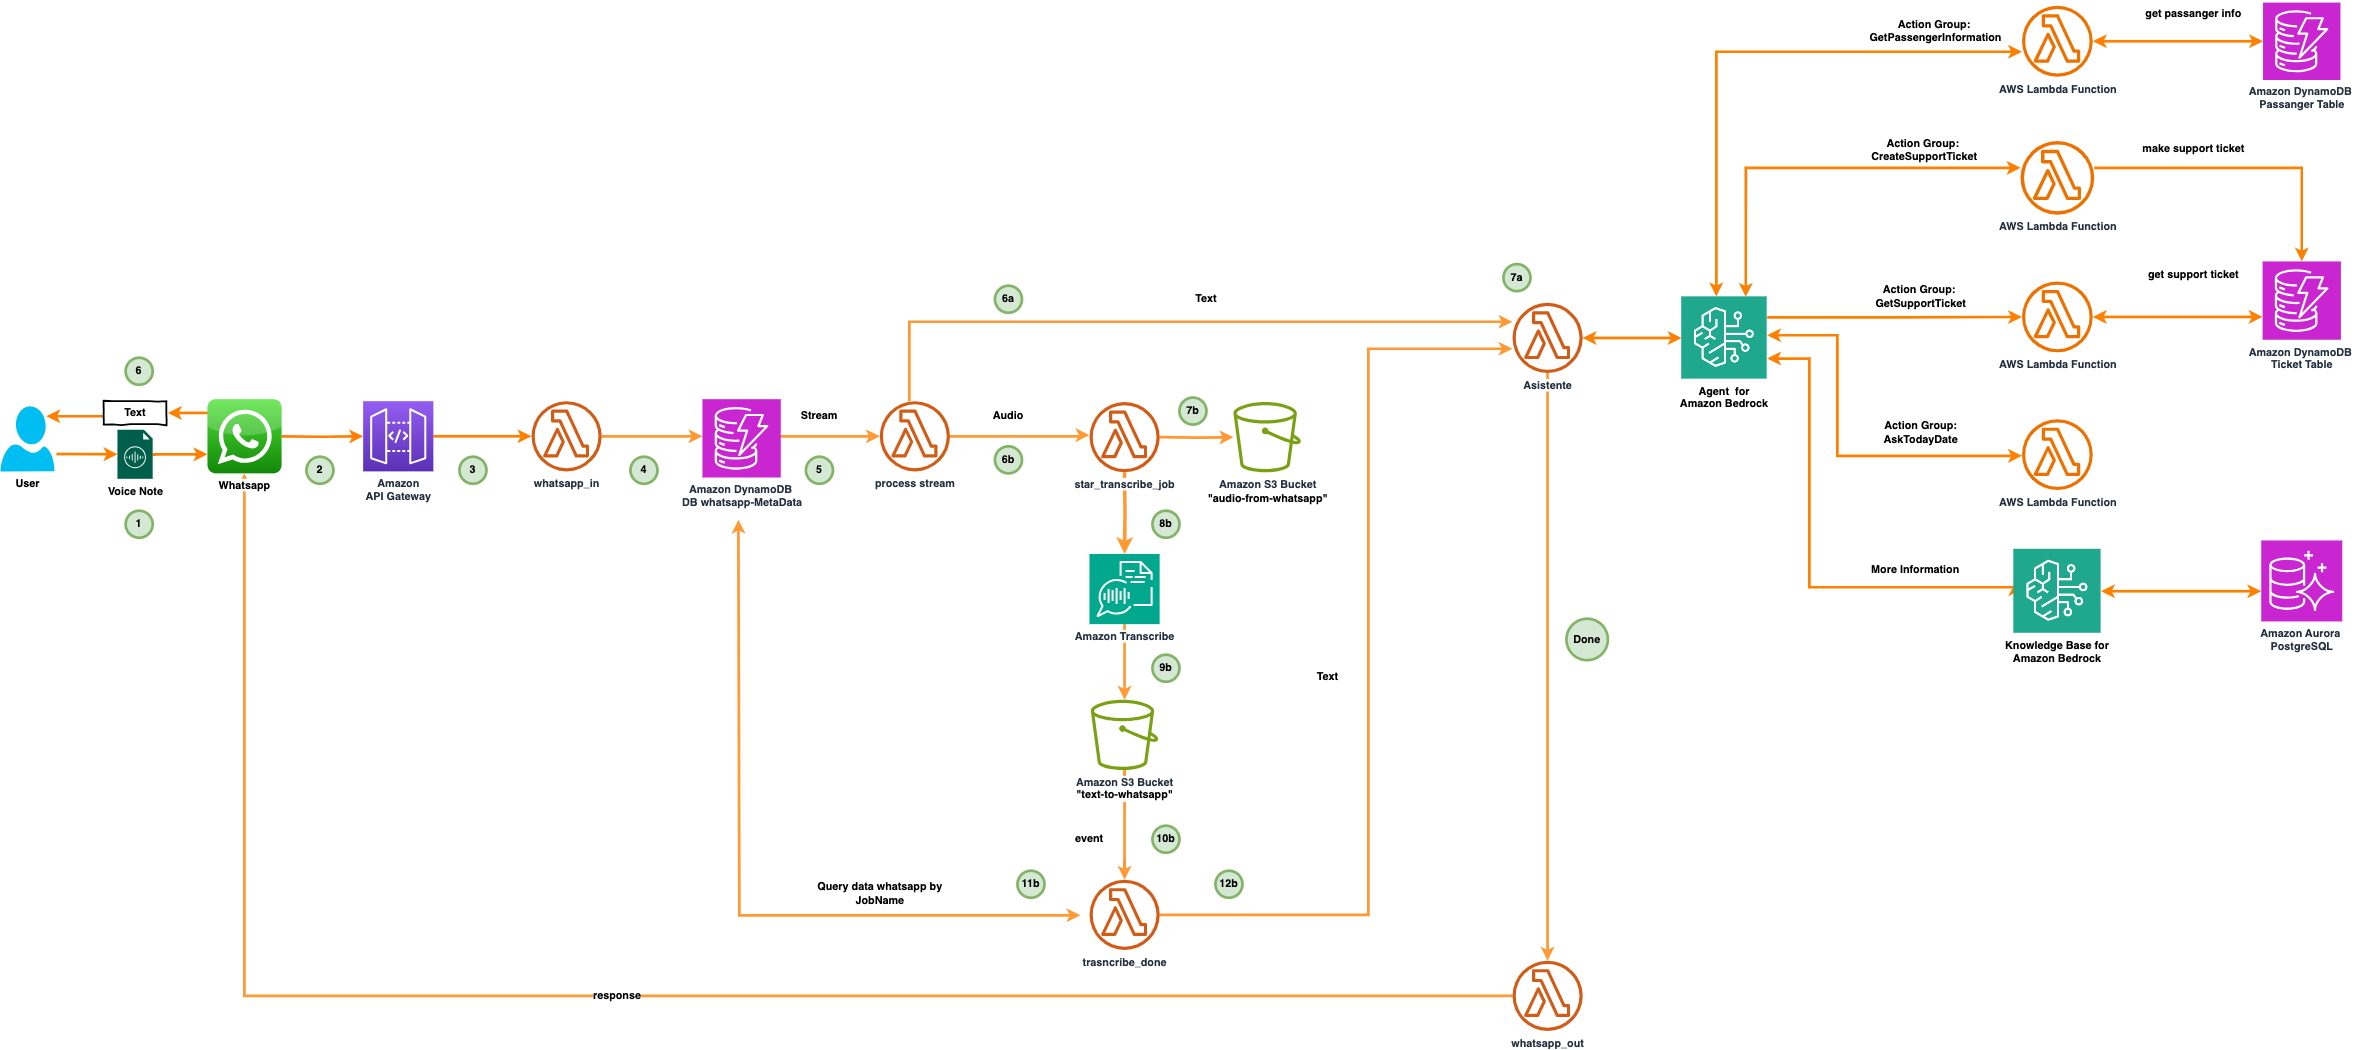 Action Group:
GetPassengerInformation
get passanger info
AWS Lambda Function
Amazon DynamoDB
Passanger Table
Action Group:
CreateSupportTicket
make support ticket
AWS Lambda Function
7a
6a
Text
Action Group:
GetSupportTicket
get support ticket
Amazon DynamoDB
Ticket Table
AWS Lambda Function
Asistente
Agent for
Amazon Bedrock
6
Text
Stream
Audio
7b
Action Group:
AskTodayDate
User
Voice Note
Whatsapp
2
Amazon
API Gateway
3
whatsapp_in
4
Amazon DynamoDB
DB whatsapp-MetaData
5
process stream
6b
star_transcribe_job
Amazon S3 Bucket
"audio-from-whatsapp"
AWS Lambda Function
1
8b
More Information
Amazon Transcribe
Done
Knowledge Base for
Amazon Bedrock
Amazon Aurora
PostgreSQL
9b
Text
Amazon S3 Bucket
"text-to-whatsapp"
event
10b
Query data whatsapp by
JobName
11b
12b
trasncribe_done
response
whatsapp_out